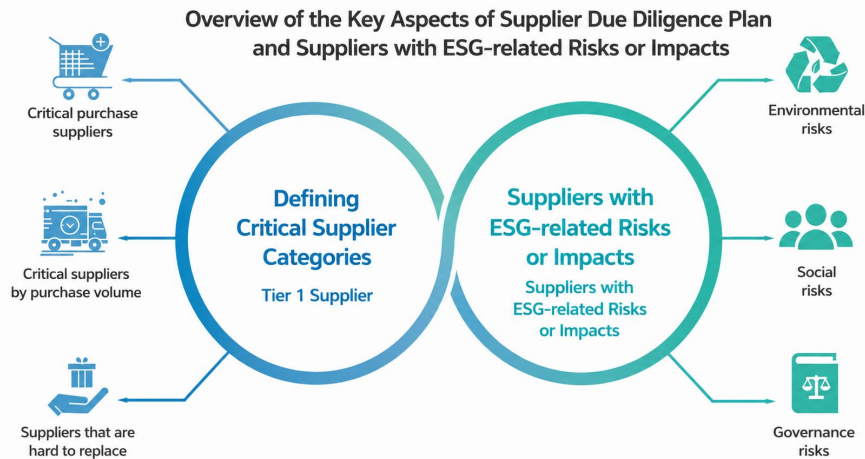 Overview of the Key Aspects of Supplier Due Diligence Plan
and Suppliers with ESG-related Risks or Impacts
Critical purchase
suppliers
Critical suppliers
by purchase volume
Suppliers that are
hard to replace
Defining
Critical Supplier
Categories
Tier 1 Supplier
Suppliers with
ESG-related Risks
or Impacts
Suppliers with
ESG-related Risks
or Impacts
Environmental
risks
Social
risks
Governance
risks